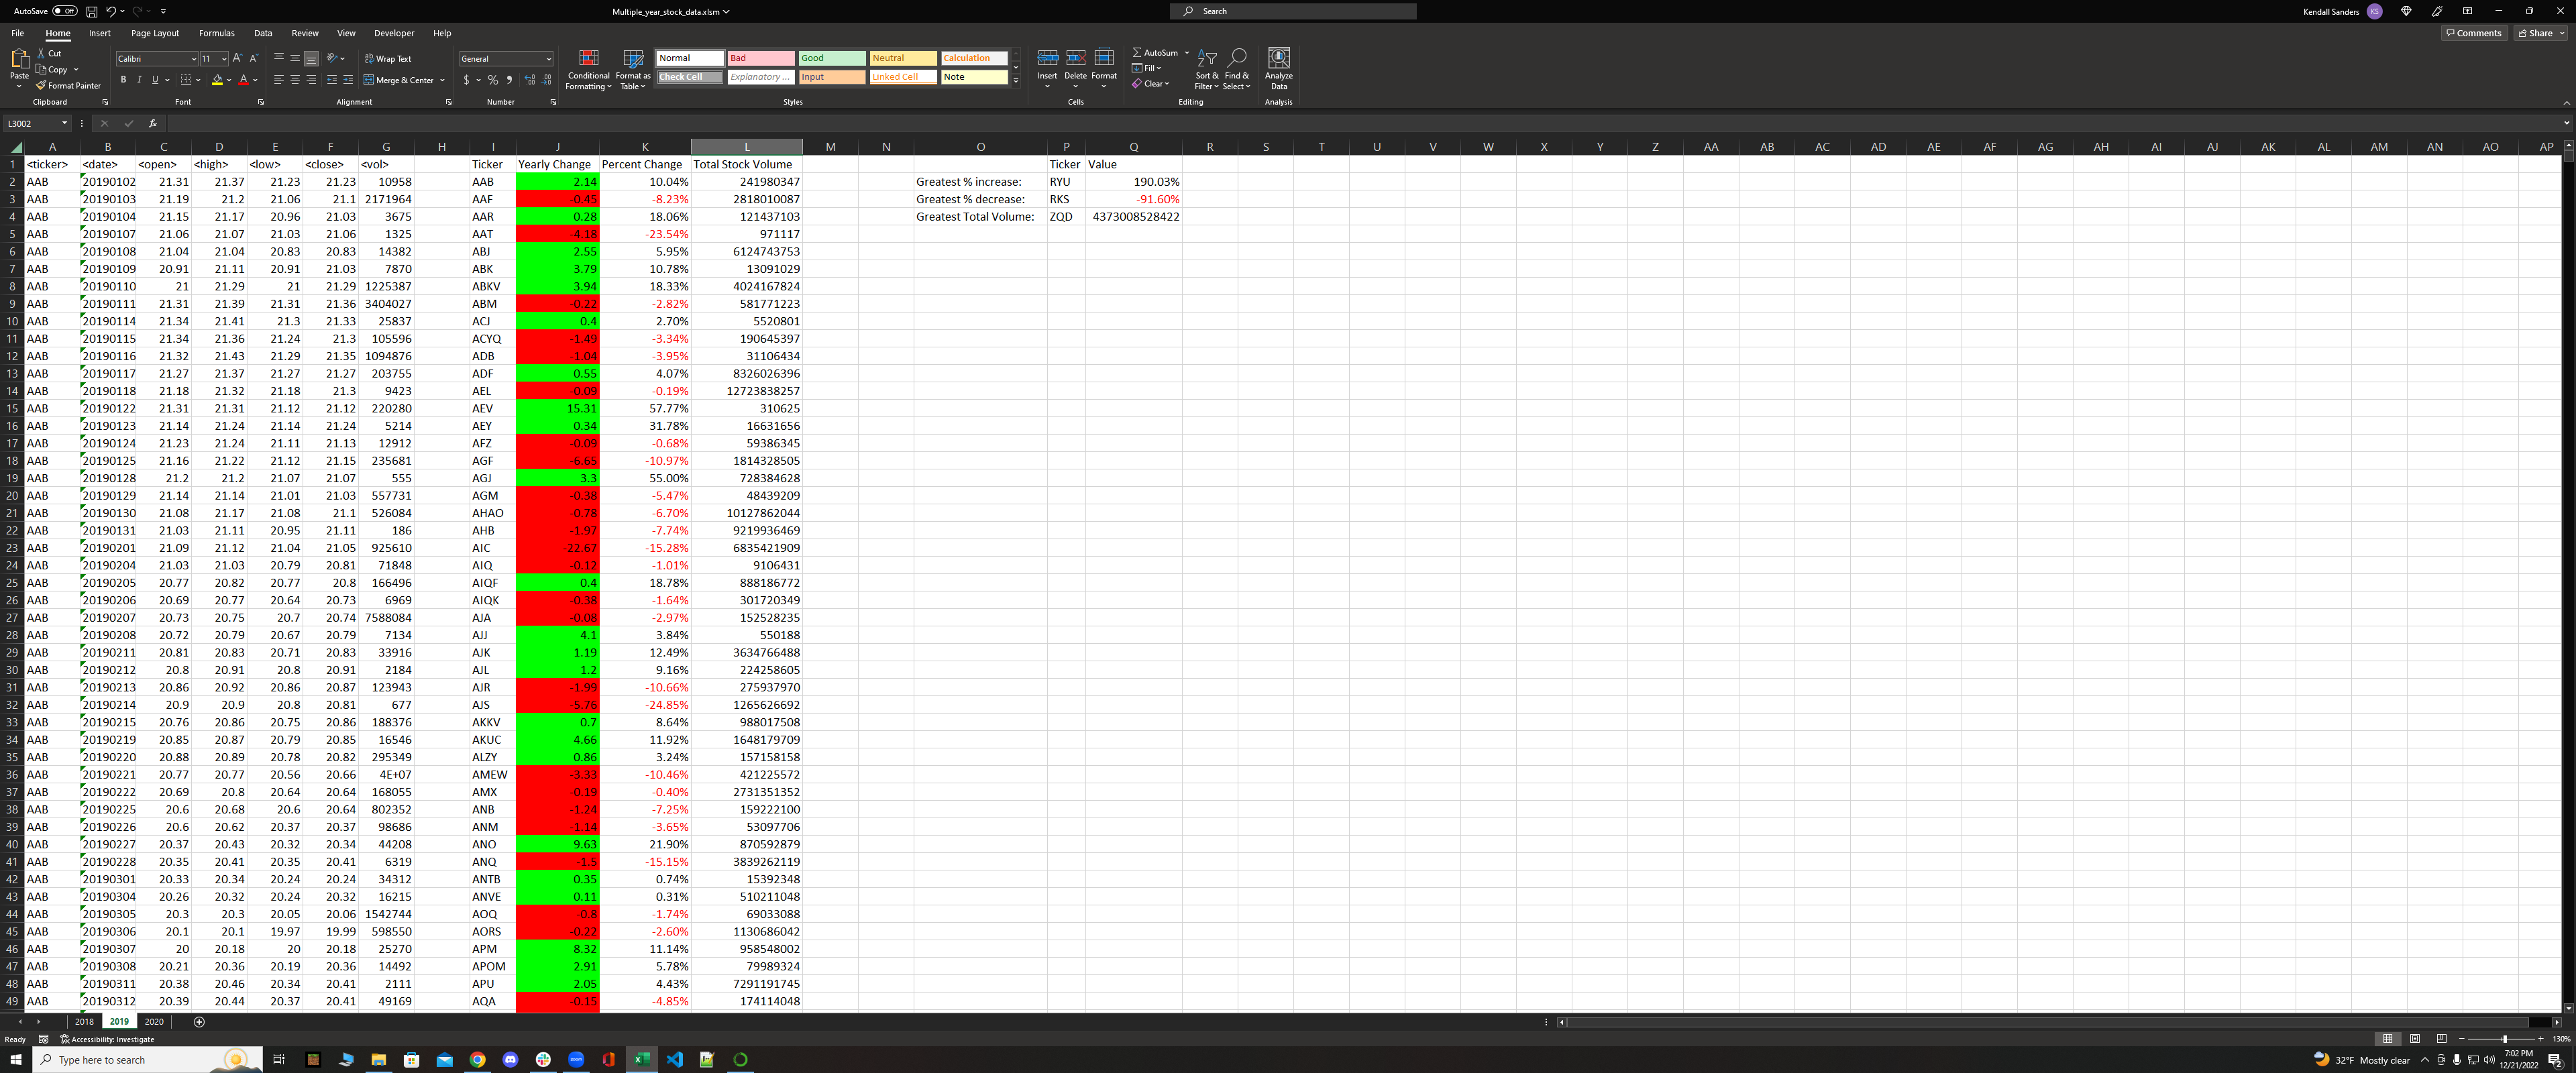 AutoSave Off Multiple_year_stock_data.xlsm Search Kendall Sanders KS
File Home Insert Page Layout Formulas Data Review View Developer Help Comments Share
Paste Cut Copy Format Painter Clipboard
Calibri 11 B I U Font
Wrap Text Merge & Center Alignment
General $ % Number
Conditional Formatting Format as Table
Normal Bad Good Neutral Calculation
Check Cell Explanatory ... Input Linked Cell Note
Styles
Insert Delete Format Cells
AutoSum Fill Clear Sort & Filter Find & Select Editing
Analyze Data Analysis
L3002 fx
A B C D E F G H I J K L M N O P Q R S T U V W X Y Z AA AB AC AD AE AF AG AH AI AJ AK AL AM AN AO AP
1 <ticker> <date> <open> <high> <low> <close> <vol> Ticker Yearly Change Percent Change Total Stock Volume Ticker Value
2 AAB 20190102 21.31 21.37 21.23 21.23 10958 AAB 2.14 10.04% 241980347 Greatest % increase: RYU 190.03%
3 AAB 20190103 21.19 21.2 21.06 21.1 2171964 AAF -0.45 -8.23% 2818010087 Greatest % decrease: RKS -91.60%
4 AAB 20190104 21.15 21.17 20.96 21.03 3675 AAR 0.28 18.06% 121437103 Greatest Total Volume: ZQD 4373008528422
5 AAB 20190107 21.06 21.07 21.03 21.06 1325 AAT -4.18 -23.54% 971117
6 AAB 20190108 21.04 21.04 20.83 20.83 14382 ABJ 2.55 5.95% 6124743753
7 AAB 20190109 20.91 21.11 20.91 21.03 7870 ABK 3.79 10.78% 13091029
8 AAB 20190110 21 21.29 21 21.29 1225387 ABKV 3.94 18.33% 4024167824
9 AAB 20190111 21.31 21.39 21.31 21.36 3404027 ABM -0.22 -2.82% 581771223
10 AAB 20190114 21.34 21.41 21.3 21.33 25837 ACJ 0.4 2.70% 5520801
11 AAB 20190115 21.34 21.36 21.24 21.3 105596 ACYQ -1.49 -3.34% 190645397
12 AAB 20190116 21.32 21.43 21.29 21.35 1094876 ADB -1.04 -3.95% 31106434
13 AAB 20190117 21.27 21.37 21.27 21.27 203755 ADF 0.55 4.07% 8326026396
14 AAB 20190118 21.18 21.32 21.18 21.3 9423 AEL -0.09 -0.19% 12723838257
15 AAB 20190122 21.31 21.31 21.12 21.12 220280 AEV 15.31 57.77% 310625
16 AAB 20190123 21.14 21.24 21.14 21.24 5214 AEY 0.34 31.78% 16631656
17 AAB 20190124 21.23 21.24 21.11 21.13 12912 AFZ -0.09 -0.68% 59386345
18 AAB 20190125 21.16 21.22 21.12 21.15 235681 AGF -6.65 -10.97% 1814328505
19 AAB 20190128 21.2 21.2 21.07 21.07 555 AGJ 3.3 55.00% 728384628
20 AAB 20190129 21.14 21.14 21.01 21.03 557731 AGM -0.38 -5.47% 48439209
21 AAB 20190130 21.08 21.17 21.08 21.1 526084 AHAO -0.78 -6.70% 10127862044
22 AAB 20190131 21.03 21.11 20.95 21.11 186 AHB -1.97 -7.74% 9219936469
23 AAB 20190201 21.09 21.12 21.04 21.05 925610 AIC -22.67 -15.28% 6835421909
24 AAB 20190204 21.03 21.03 20.79 20.81 71848 AIQ -0.12 -1.01% 9106431
25 AAB 20190205 20.77 20.82 20.77 20.8 166496 AIQF 0.4 18.78% 888186772
26 AAB 20190206 20.69 20.77 20.64 20.73 6969 AIQK -0.38 -1.64% 301720349
27 AAB 20190207 20.73 20.75 20.7 20.74 7588084 AJA -0.08 -2.97% 152528235
28 AAB 20190208 20.72 20.79 20.67 20.79 7134 AJJ 4.1 3.84% 550188
29 AAB 20190211 20.81 20.83 20.71 20.83 33916 AJK 1.19 12.49% 3634766488
30 AAB 20190212 20.8 20.91 20.8 20.91 2184 AJL 1.2 9.16% 224258605
31 AAB 20190213 20.86 20.92 20.86 20.87 123943 AJR -1.99 -10.66% 275937970
32 AAB 20190214 20.9 20.9 20.8 20.81 677 AJS -5.76 -24.85% 1265626692
33 AAB 20190215 20.76 20.86 20.75 20.86 188376 AKKV 0.7 8.64% 988017508
34 AAB 20190219 20.85 20.87 20.79 20.85 16546 AKUC 4.66 11.92% 1648179709
35 AAB 20190220 20.88 20.89 20.78 20.82 295349 ALZY 0.86 3.24% 157158158
36 AAB 20190221 20.77 20.77 20.56 20.66 4E+07 AMEW -3.33 -10.46% 421225572
37 AAB 20190222 20.69 20.8 20.64 20.64 168055 AMX -0.19 -0.40% 2731351352
38 AAB 20190225 20.6 20.68 20.6 20.64 802352 ANB -1.24 -7.25% 159222100
39 AAB 20190226 20.6 20.62 20.37 20.37 98686 ANM -1.14 -3.65% 53097706
40 AAB 20190227 20.37 20.43 20.32 20.34 44208 ANO 9.63 21.90% 870592879
41 AAB 20190228 20.35 20.41 20.35 20.41 6319 ANQ -1.5 -15.15% 3839262119
42 AAB 20190301 20.33 20.34 20.24 20.24 34312 ANTB 0.35 0.74% 15392348
43 AAB 20190304 20.26 20.32 20.24 20.32 16215 ANVE 0.11 0.31% 510211048
44 AAB 20190305 20.3 20.3 20.05 20.06 1542744 AOQ -0.8 -1.74% 69033088
45 AAB 20190306 20.1 20.1 19.97 19.99 598550 AORS -0.22 -2.60% 1130686042
46 AAB 20190307 20 20.18 20 20.18 25270 APM 8.32 11.14% 958548002
47 AAB 20190308 20.21 20.36 20.19 20.36 14492 APOM 2.91 5.78% 79989324
48 AAB 20190311 20.38 20.46 20.34 20.41 2111 APU 2.05 4.43% 7291191745
49 AAB 20190312 20.39 20.44 20.37 20.41 49169 AQA -0.15 -4.85% 174114048
2018 2019 2020
Ready Accessibility: Investigate 130%
Type here to search 32°F Mostly clear 7:02 PM
12/21/2022 2